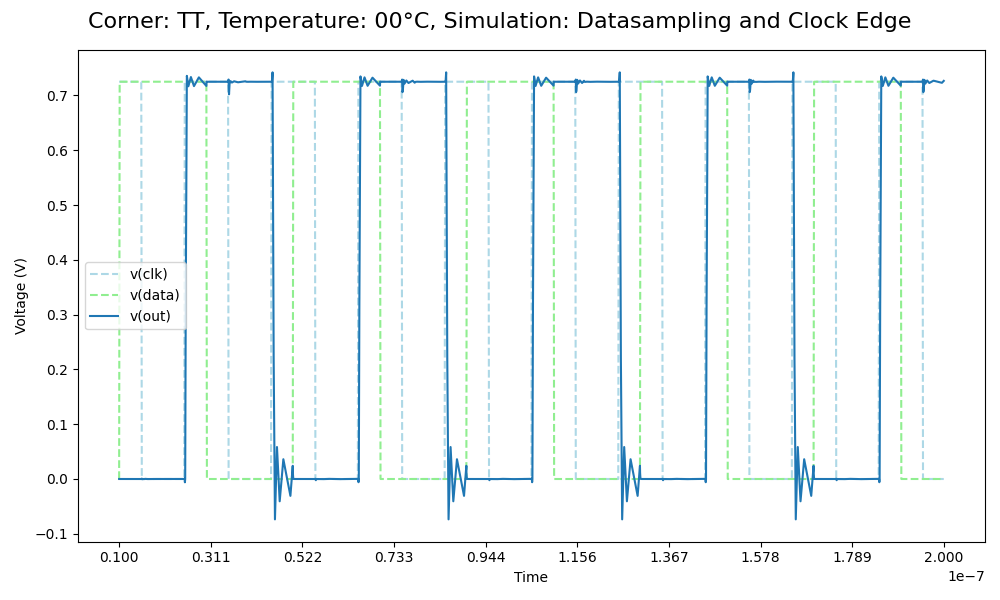 Corner: TT, Temperature: 00°C, Simulation: Datasampling and Clock Edge
0.7
0.6
0.5
0.4
0.3
0.2
0.1
0.0
−0.1
Voltage (V)
v(clk)
v(data)
v(out)
0.100 0.311 0.522 0.733 0.944 1.156 1.367 1.578 1.789 2.000
Time
1e−7